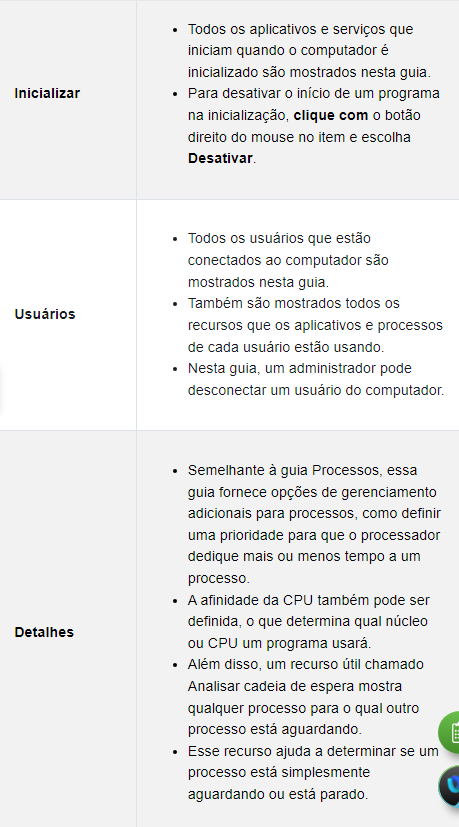 Inicializar
Todos os aplicativos e serviços que
iniciam quando o computador é
inicializado são mostrados nesta guia.
Para desativar o início de um programa
na inicialização, clique com o botão
direito do mouse no item e escolha
Desativar.
Usuários
Todos os usuários que estão
conectados ao computador são
mostrados nesta guia.
Também são mostrados todos os
recursos que os aplicativos e processos
de cada usuário estão usando.
Nesta guia, um administrador pode
desconectar um usuário do computador.
Detalhes
Semelhante à guia Processos, essa
guia fornece opções de gerenciamento
adicionais para processos, como definir
uma prioridade para que o processador
dedique mais ou menos tempo a um
processo.
A afinidade da CPU também pode ser
definida, o que determina qual núcleo
ou CPU um programa usará.
Além disso, um recurso útil chamado
Analisar cadeia de espera mostra
qualquer processo para o qual outro
processo está aguardando.
Esse recurso ajuda a determinar se um
processo está simplesmente
aguardando ou está parado.